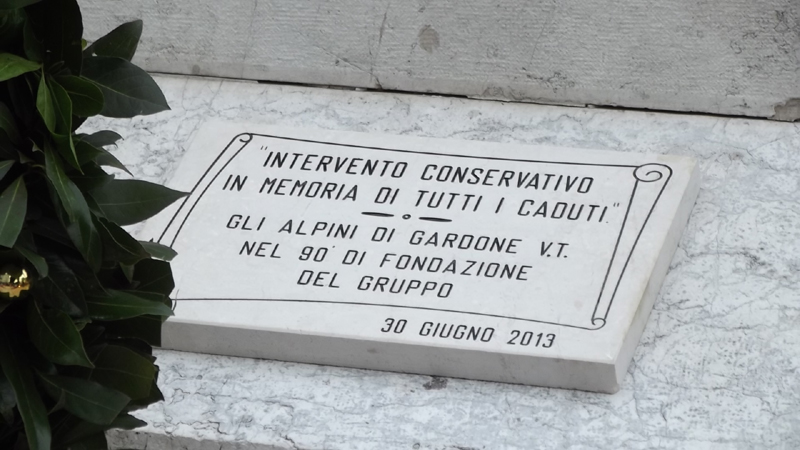 "INTERVENTO CONSERVATIVO
IN MEMORIA DI TUTTI I CADUTI."
GLI ALPINI DI GARDONE V.T.
NEL 90° DI FONDAZIONE
DEL GRUPPO
30 GIUGNO 2013